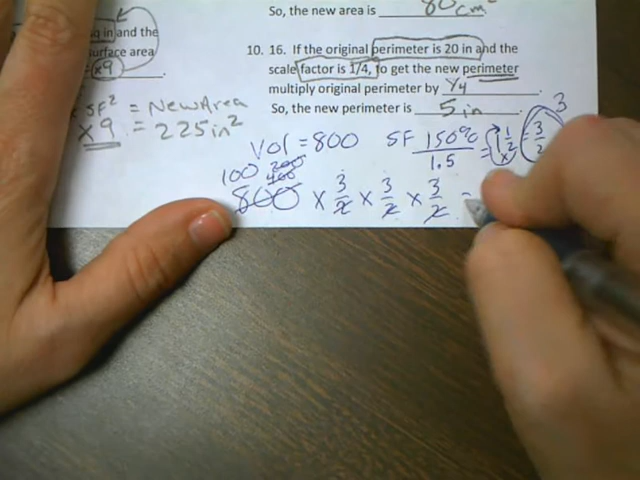 So, the new area is 80 cm²
in and the
surface area
x9
10. 16. If the original perimeter is 20 in and the
scale factor is 1/4, to get the new perimeter
multiply original perimeter by 1/4.
So, the new perimeter is 5 in
SF² = New Area
x9 = 225 in²
Vol = 800 SF 150% / 1.5 = 1 1/2 = 3/2
3
100 200
400
800 x 3/2 x 3/2 x 3/2 =